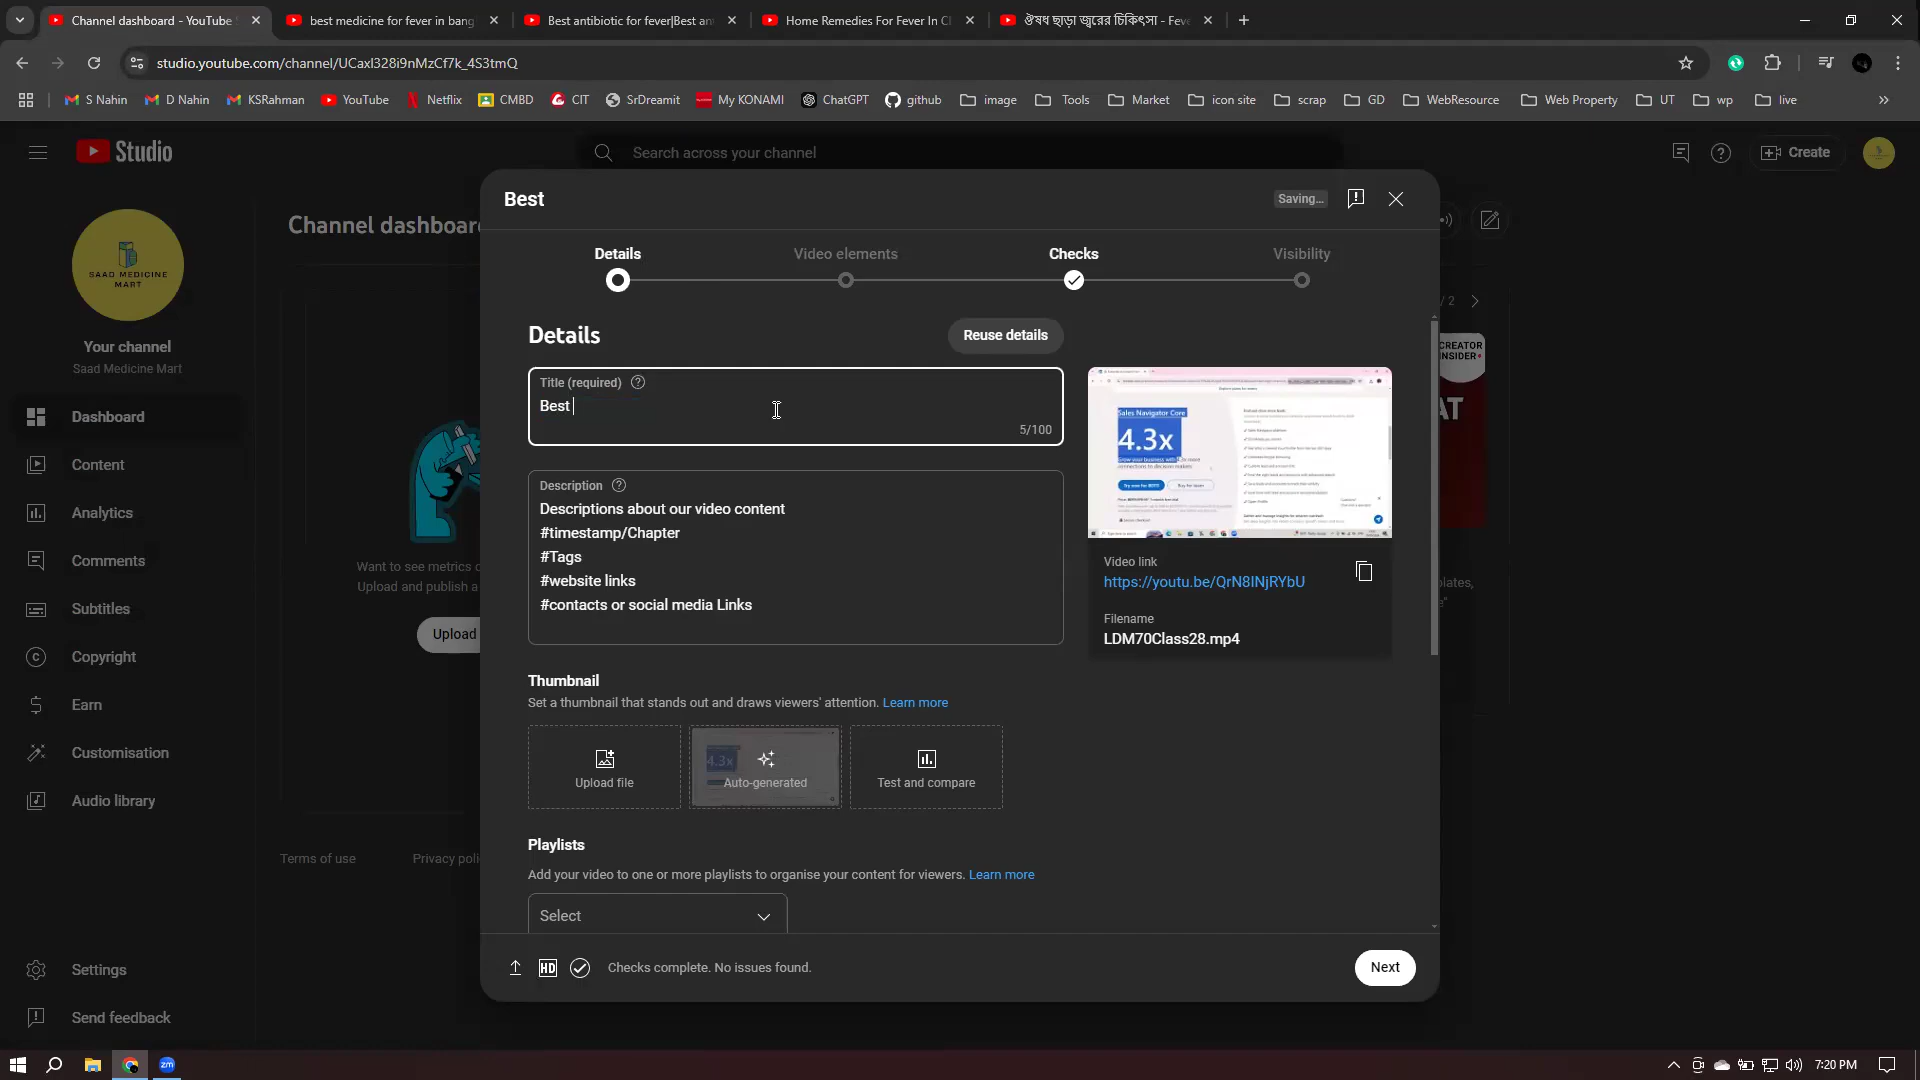 Channel dashboard - YouTube
best medicine for fever in bang
Best antibiotic for fever|Best an
Home Remedies For Fever In C
ঔষধ ছাড়া জ্বরের চিকিৎসা - Feve
studio.youtube.com/channel/UCaxl328i9nMzCf7k_4S3tmQ
S Nahin
D Nahin
KSRahman
YouTube
Netflix
CMBD
CIT
SrDreamit
My KONAMI
ChatGPT
github
image
Tools
Market
icon site
scrap
GD
WebResource
Web Property
UT
wp
live
Studio
Search across your channel
Create
SAAD MEDICINE
MART
Your channel
Saad Medicine Mart
Dashboard
Content
Analytics
Comments
Subtitles
Copyright
Earn
Customisation
Audio library
Settings
Send feedback
Channel dashboard
Want to see metrics
Upload and publish a
Upload
Terms of use
Privacy poli
/ 2
CREATOR
INSIDER
Best
Saving...
Details
Video elements
Checks
Visibility
Details
Reuse details
Title (required)
Best
5/100
Description
Descriptions about our video content
#timestamp/Chapter
#Tags
#website links
#contacts or social media Links
Sales Navigator Core
4.3x
Video link
https://youtu.be/QrN8INjRYbU
Filename
LDM70Class28.mp4
Thumbnail
Set a thumbnail that stands out and draws viewers' attention. Learn more
Upload file
4.3x
Auto-generated
Test and compare
Playlists
Add your video to one or more playlists to organise your content for viewers. Learn more
Select
HD
Checks complete. No issues found.
Next
zm
7:20 PM